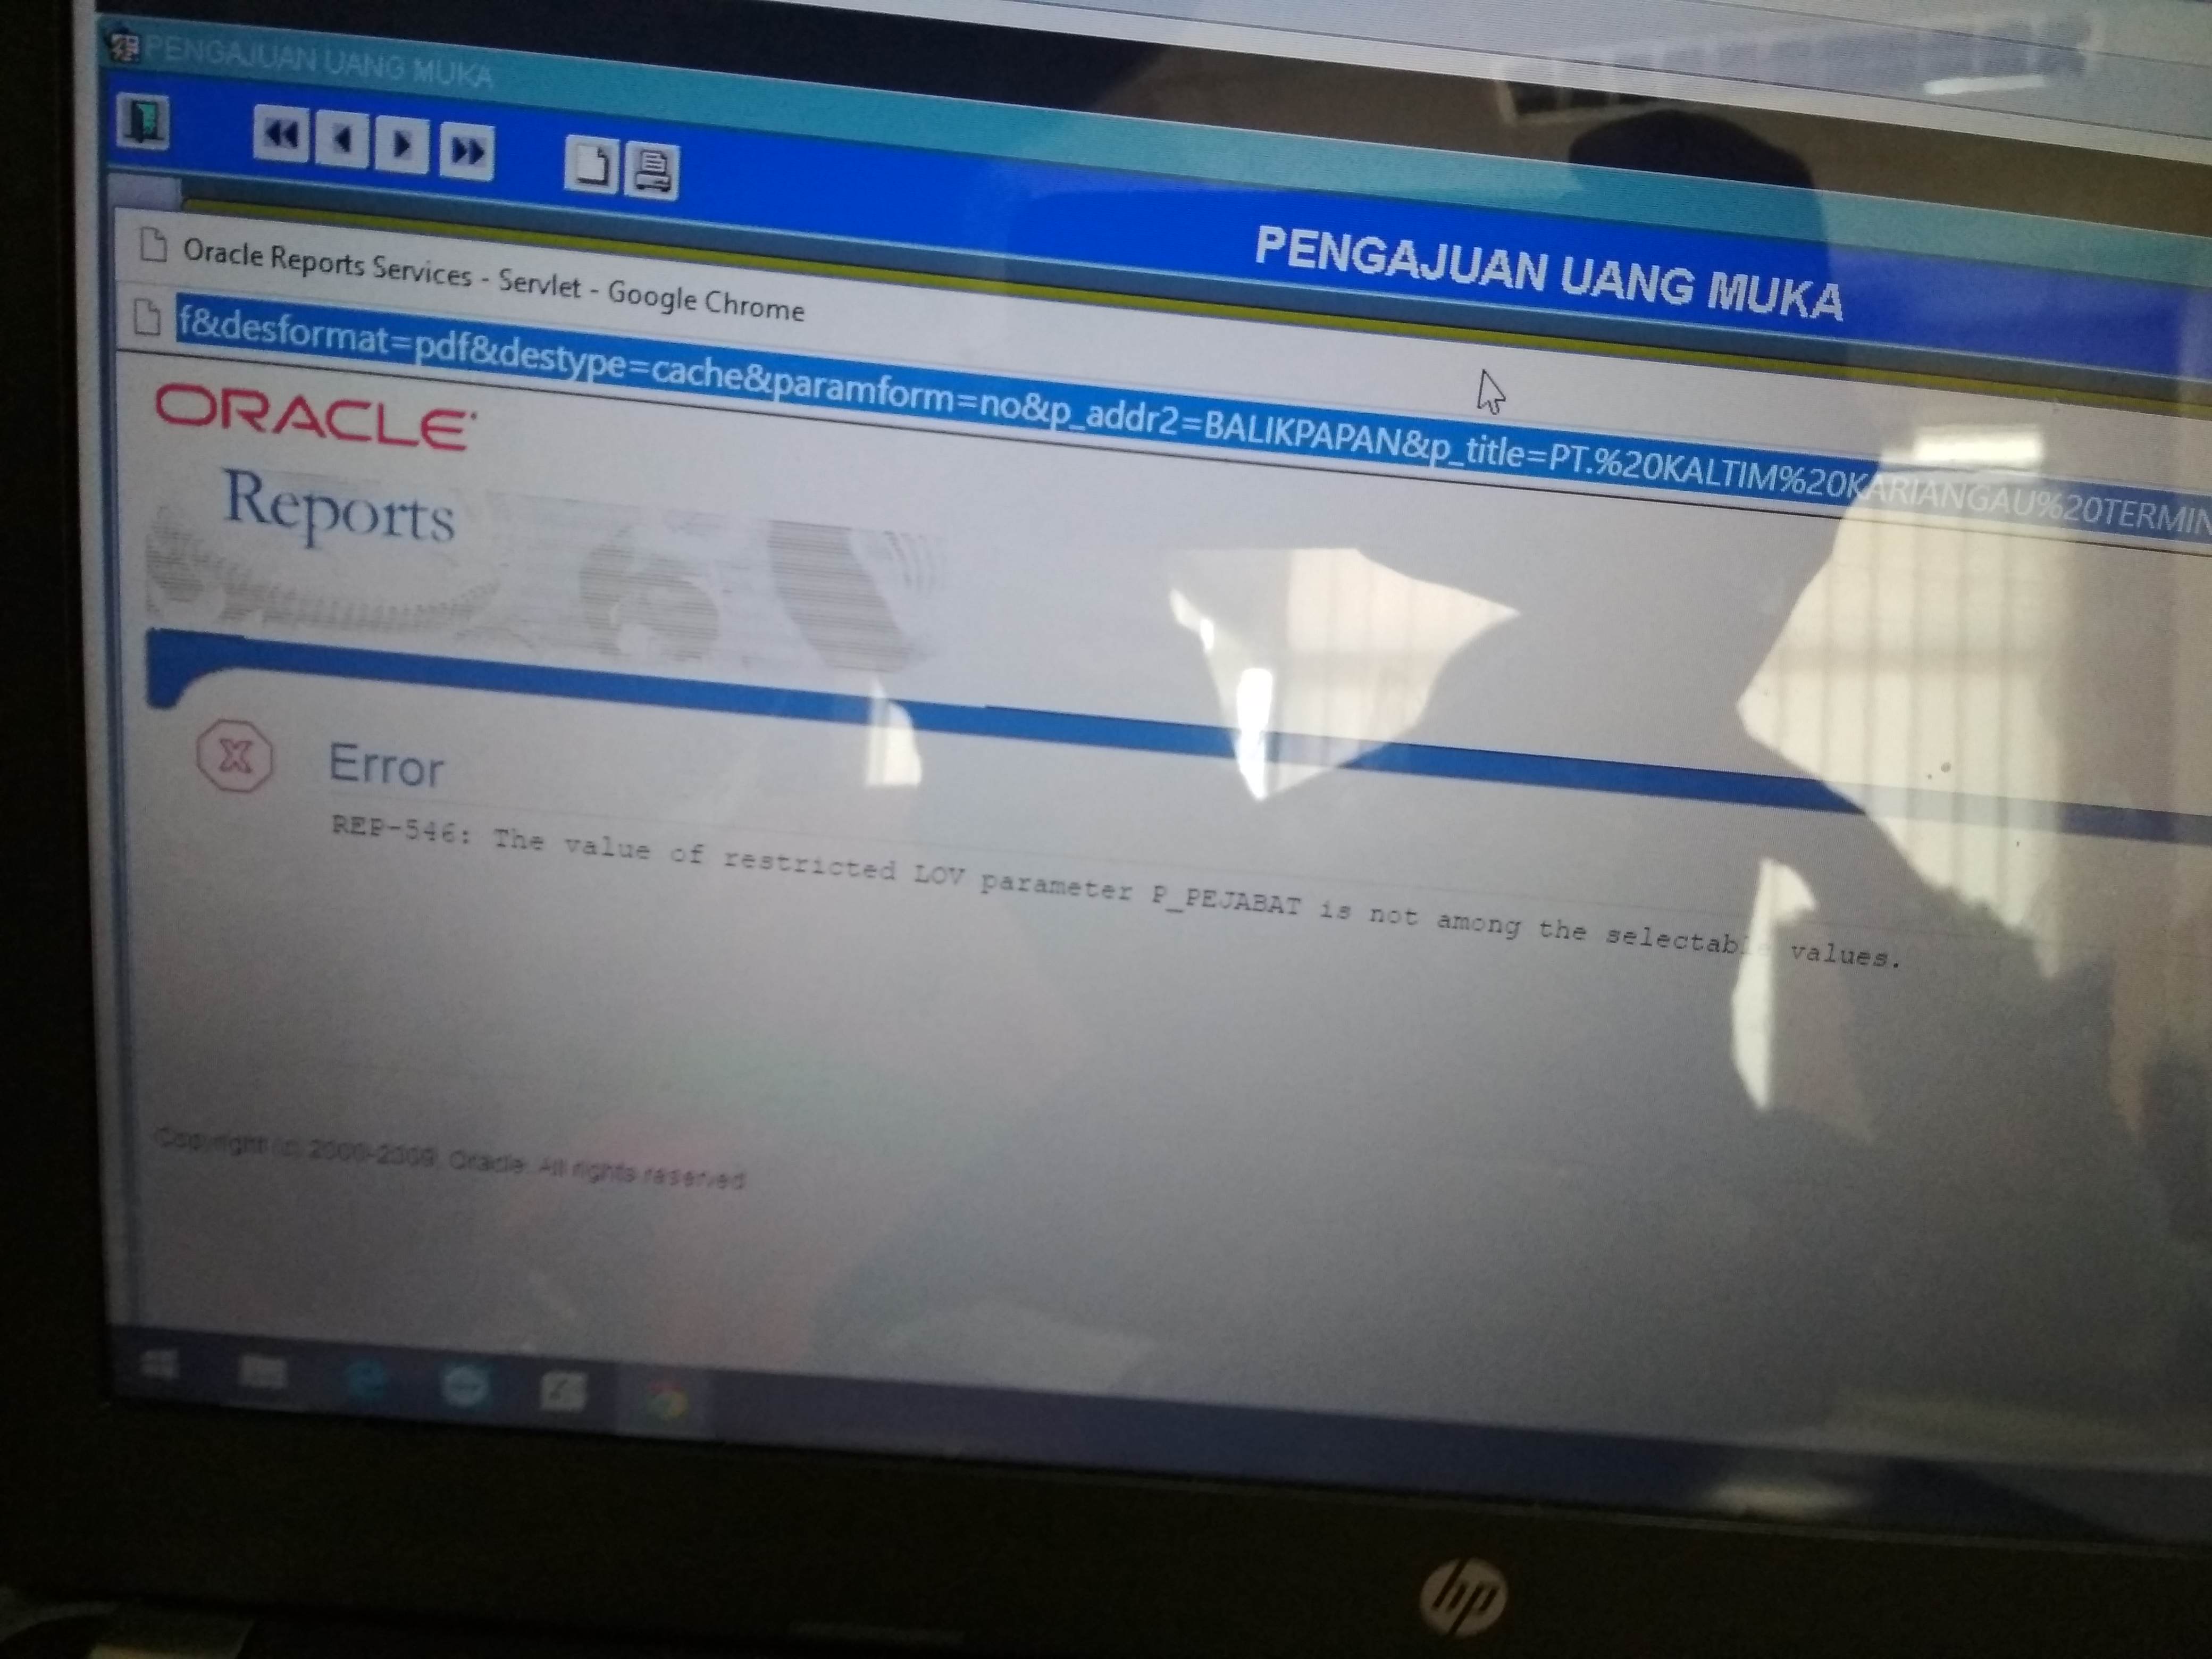 PENGAJUAN UANG MUKA
PENGAJUAN UANG MUKA
Oracle Reports Services - Servlet - Google Chrome
f&desformat=pdf&destype=cache&paramform=no&p_addr2=BALIKPAPAN&p_title=PT.%20KALTIM%20KARIANGAU%20TERMIN
ORACLE
Reports
Error
REP-546: The value of restricted LOV parameter P_PEJABAT is not among the selectable values.
Copyright (c) 2000-2009, Oracle. All rights reserved
hp